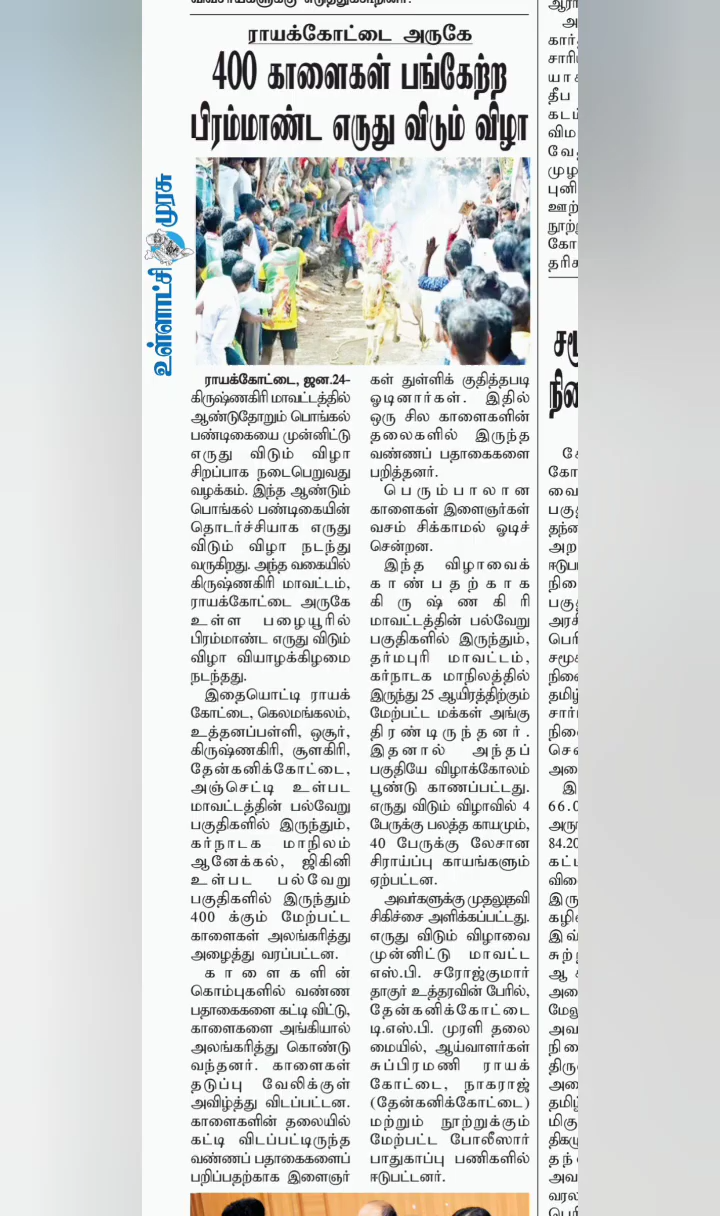 ராயக்கோட்டை அருகே
400 காளைகள் பங்கேற்ற
பிரம்மாண்ட எருது விடும் விழா
உள்ளாட்சி முரசு
ராயக்கோட்டை, ஜன.24-
கிருஷ்ணகிரி மாவட்டத்தில்
ஆண்டுதோறும் பொங்கல்
பண்டிகையை முன்னிட்டு
எருது விடும் விழா
சிறப்பாக நடைபெறுவது
வழக்கம். இந்த ஆண்டும்
பொங்கல் பண்டிகையின்
தொடர்ச்சியாக எருது
விடும் விழா நடந்து
வருகிறது. அந்த வகையில்
கிருஷ்ணகிரி மாவட்டம்,
ராயக்கோட்டை அருகே
உள்ள பழையூரில்
பிரம்மாண்ட எருது விடும்
விழா வியாழக்கிழமை
நடந்தது.
இதையொட்டி ராயக்
கோட்டை, கெலமங்கலம்,
உத்தனப்பள்ளி, ஒசூர்,
கிருஷ்ணகிரி, சூளகிரி,
தேன்கனிக்கோட்டை,
அஞ்செட்டி உள்பட
மாவட்டத்தின் பல்வேறு
பகுதிகளில் இருந்தும்,
கர்நாடக மாநிலம்
ஆனேக்கல், ஜிகினி
உள்பட பல்வேறு
பகுதிகளில் இருந்தும்
400 க்கும் மேற்பட்ட
காளைகள் அலங்கரித்து
அழைத்து வரப்பட்டன.
காளைகளின்
கொம்புகளில் வண்ண
பதாகைகளை கட்டி விட்டு,
காளைகளை அங்கியால்
அலங்கரித்து கொண்டு
வந்தனர். காளைகள்
தடுப்பு வேலிக்குள்
அவிழ்த்து விடப்பட்டன.
காளைகளின் தலையில்
கட்டி விடப்பட்டிருந்த
வண்ணப் பதாகைகளைப்
பறிப்பதற்காக இளைஞர்
கள் துள்ளிக் குதித்தபடி
ஓடினார்கள். இதில்
ஒரு சில காளைகளின்
தலைகளில் இருந்த
வண்ணப் பதாகைகளை
பறித்தனர்.
பெரும்பாலான
காளைகள் இளைஞர்கள்
வசம் சிக்காமல் ஓடிச்
சென்றன.
இந்த விழாவைக்
காண்பதற்காக
கிருஷ்ணகிரி
மாவட்டத்தின் பல்வேறு
பகுதிகளில் இருந்தும்,
தர்மபுரி மாவட்டம்,
கர்நாடக மாநிலத்தில்
இருந்து 25 ஆயிரத்திற்கும்
மேற்பட்ட மக்கள் அங்கு
திரண்டிருந்தனர்.
இதனால் அந்தப்
பகுதியே விழாக்கோலம்
பூண்டு காணப்பட்டது.
எருது விடும் விழாவில் 4
பேருக்கு பலத்த காயமும்,
40 பேருக்கு லேசான
சிராய்ப்பு காயங்களும்
ஏற்பட்டன.
அவர்களுக்கு முதலுதவி
சிகிச்சை அளிக்கப்பட்டது.
எருது விடும் விழாவை
முன்னிட்டு மாவட்ட
எஸ்.பி. சரோஜ்குமார்
தாகுர் உத்தரவின் பேரில்,
தேன்கனிக்கோட்டை
டி.எஸ்.பி. முரளி தலை
மையில், ஆய்வாளர்கள்
சுப்பிரமணி ராயக்
கோட்டை, நாகராஜ்
(தேன்கனிக்கோட்டை)
மற்றும் நூற்றுக்கும்
மேற்பட்ட போலீஸார்
பாதுகாப்பு பணிகளில்
ஈடுபட்டனர்.